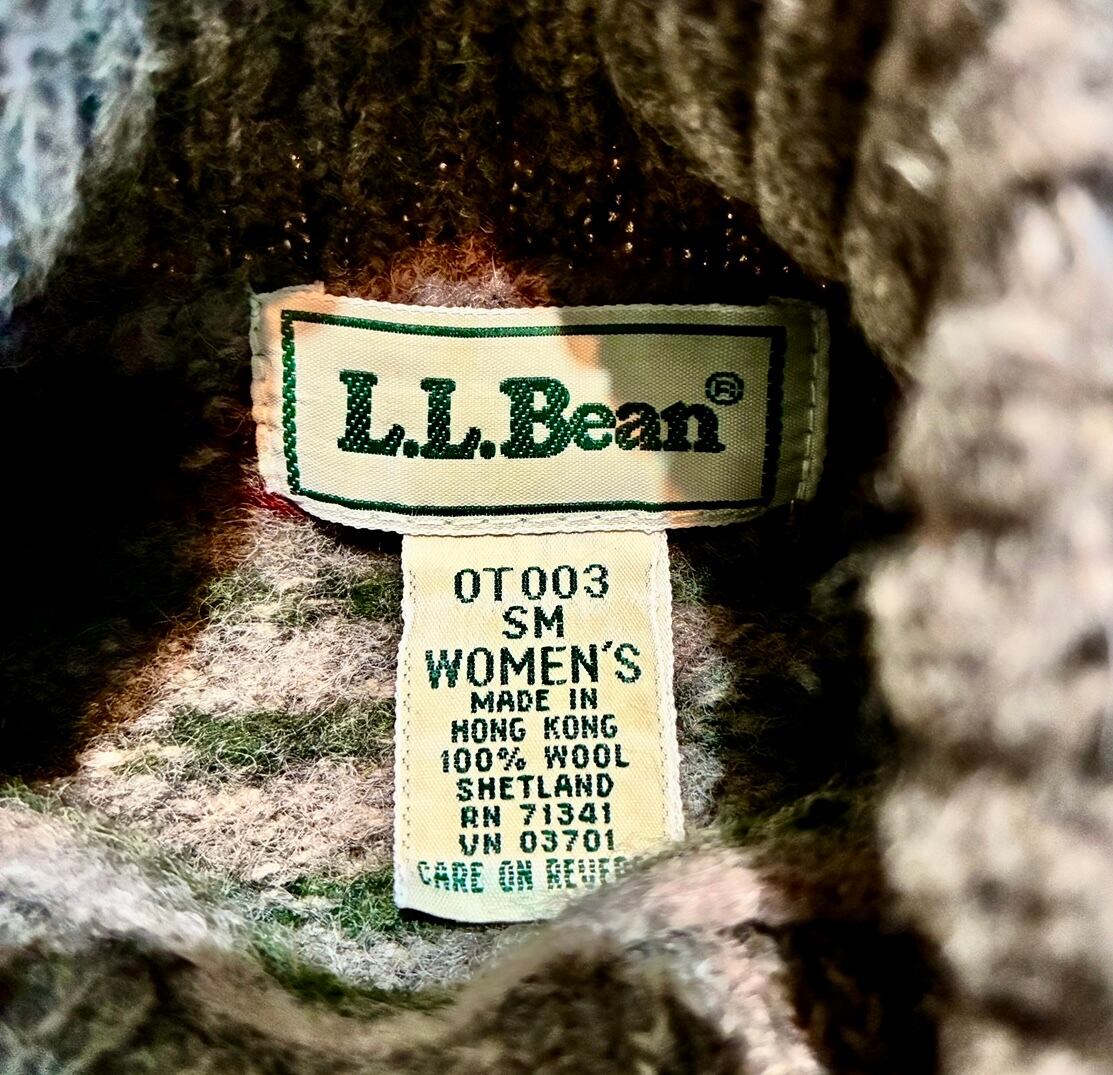 L.L.Bean®
0T003
SM
WOMEN'S
MADE IN
HONG KONG
100% WOOL
SHETLAND
RN 71341
VN 03701
CARE ON